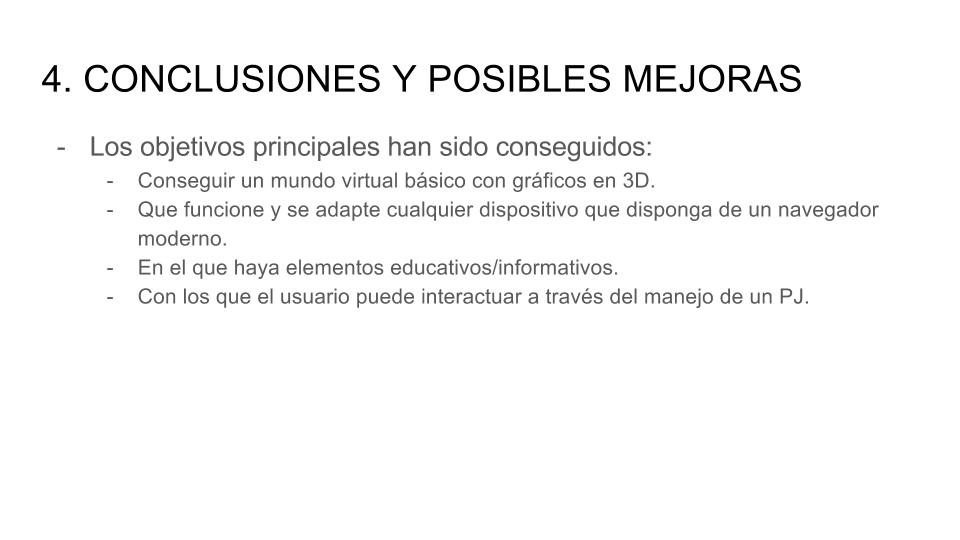 4. CONCLUSIONES Y POSIBLES MEJORAS
- Los objetivos principales han sido conseguidos:
- Conseguir un mundo virtual básico con gráficos en 3D.
- Que funcione y se adapte cualquier dispositivo que disponga de un navegador
moderno.
- En el que haya elementos educativos/informativos.
- Con los que el usuario puede interactuar a través del manejo de un PJ.